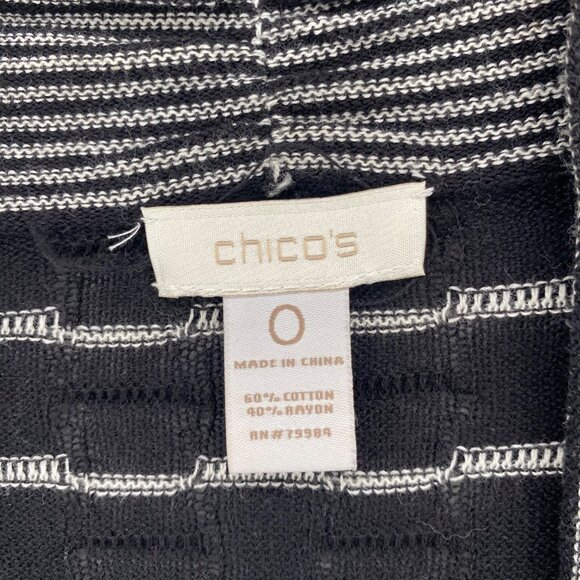 chico's
0
MADE IN CHINA
60% COTTON
40% RAYON
RN#79984